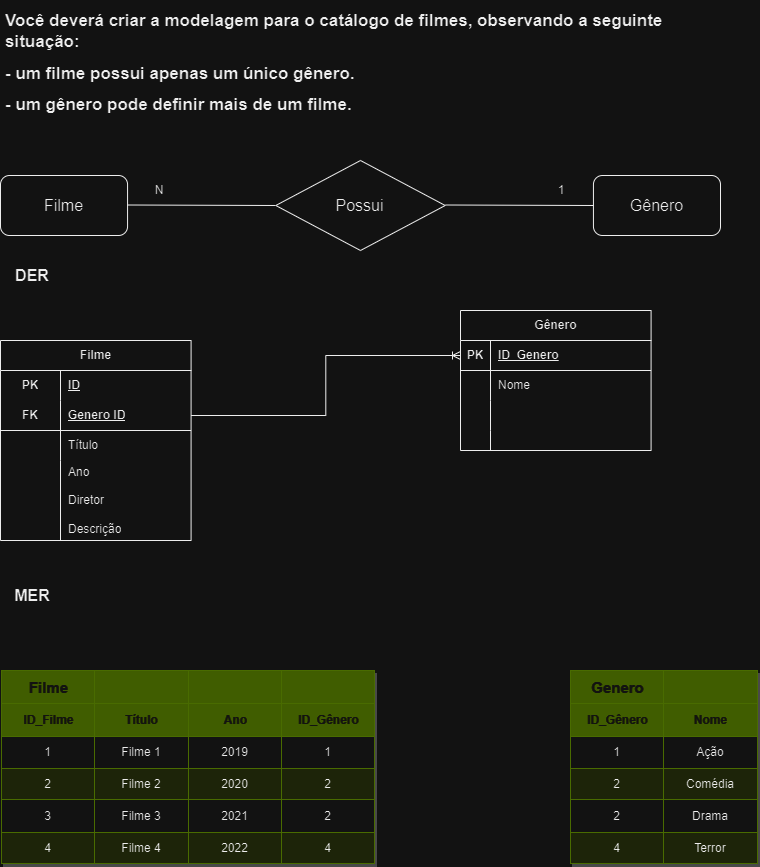 Você deverá criar a modelagem para o catálogo de filmes, observando a seguinte
situação:
- um filme possui apenas um único gênero.
- um gênero pode definir mais de um filme.
Filme
N
Possui
1
Gênero
DER
Filme
PK ID
FK Genero ID
Título
Ano
Diretor
Descrição
Gênero
PK ID_Genero
Nome
MER
Filme
ID_Filme Título Ano ID_Gênero
1 Filme 1 2019 1
2 Filme 2 2020 2
3 Filme 3 2021 2
4 Filme 4 2022 4
Genero
ID_Gênero Nome
1 Ação
2 Comédia
2 Drama
4 Terror